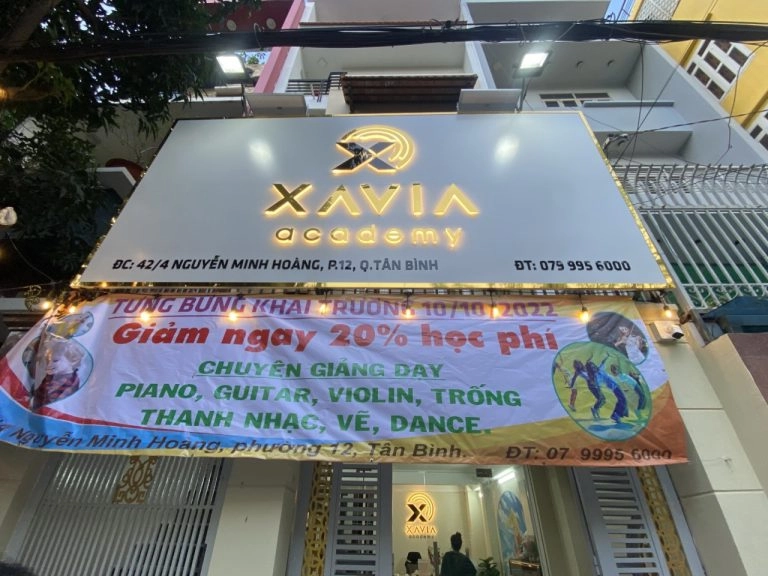 XAVIA
academy
ĐC: 42/4 NGUYỄN MINH HOÀNG, P.12, Q.TÂN BÌNH
ĐT: 079 995 6000
TƯNG BỪNG KHAI TRƯƠNG 10/10/2022
Giảm ngay 20% học phí
CHUYÊN GIẢNG DẠY
PIANO, GUITAR, VIOLIN, TRỐNG
THANH NHẠC, VẼ, DANCE.
Nguyễn Minh Hoàng, phường 12, Tân Bình. ĐT: 07 9995 6000
XAVIA
academy